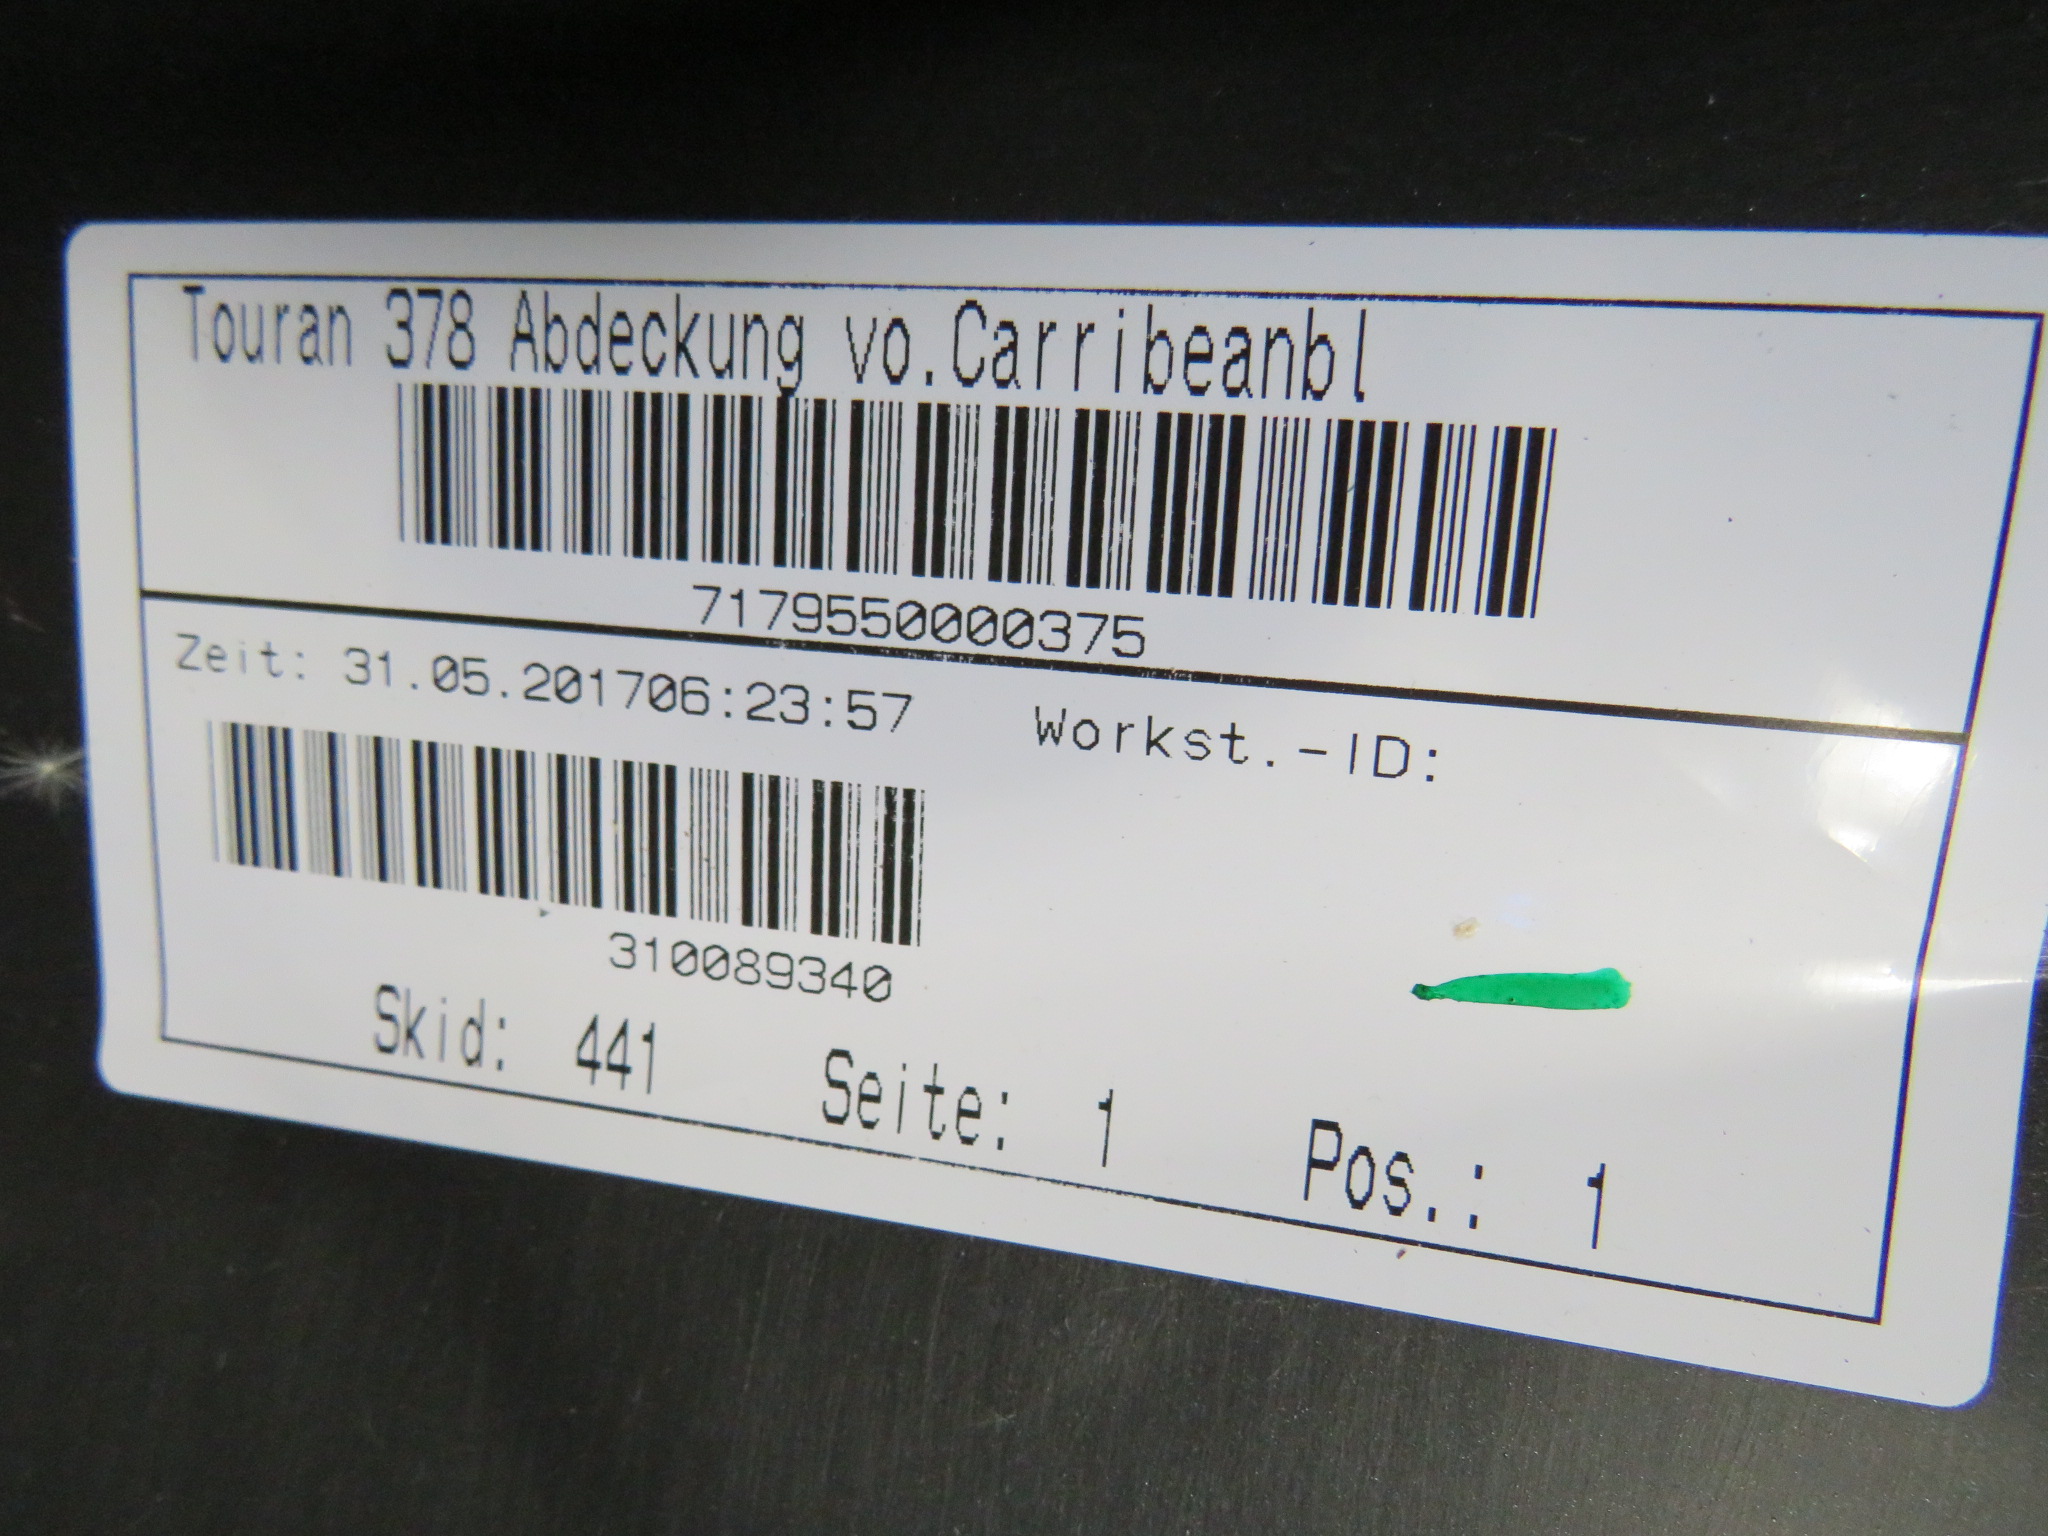 Touran 378 Abdeckung vo.Carribeanbl
7179550000375
Zeit: 31.05.201706:23:57 Workst.-ID:
310089340
Skid: 441 Seite: 1 Pos.: 1